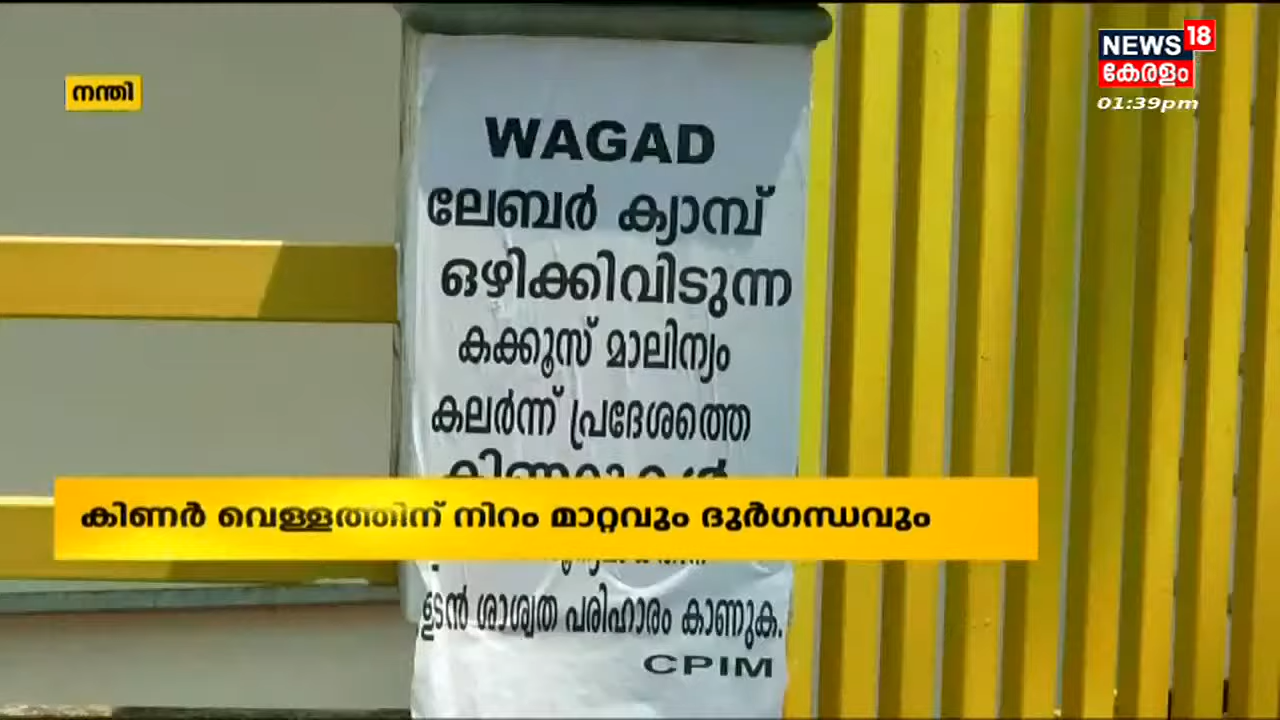 നന്തി
NEWS 18
കേരളം
01:39pm
WAGAD
ലേബർ ക്യാമ്പ്
ഒഴിക്കിവിടുന്ന
കക്കൂസ് മാലിന്യം
കലർന്ന് പ്രദേശത്തെ
കിണർ വെള്ളത്തിന് നിറം മാറ്റവും ദുർഗന്ധവും
ഉടൻ ശാശ്വത പരിഹാരം കാണുക.
CPIM